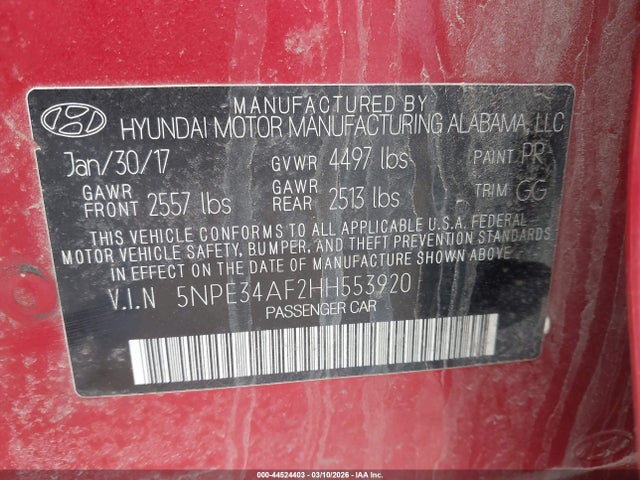 MANUFACTURED BY
HYUNDAI MOTOR MANUFACTURING ALABAMA, LLC
Jan/30/17 GVWR 4497 lbs PAINT PR
GAWR FRONT 2557 lbs GAWR REAR 2513 lbs TRIM GG
THIS VEHICLE CONFORMS TO ALL APPLICABLE U.S.A. FEDERAL
MOTOR VEHICLE SAFETY, BUMPER, AND THEFT PREVENTION STANDARDS
IN EFFECT ON THE DATE OF MANUFACTURE SHOWN ABOVE
V.I.N 5NPE34AF2HH553920
PASSENGER CAR
000-44524403 - 03/10/2026 - IAAI.com